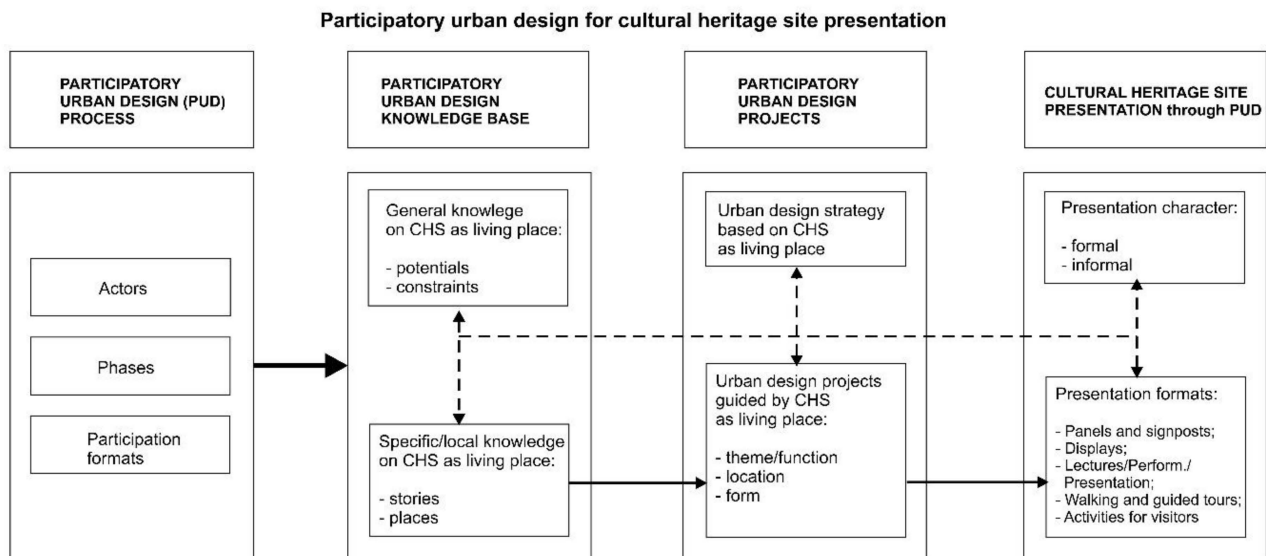 Participatory urban design for cultural heritage site presentation
PARTICIPATORY
URBAN DESIGN (PUD)
PROCESS
PARTICIPATORY
URBAN DESIGN
KNOWLEDGE BASE
PARTICIPATORY
URBAN DESIGN
PROJECTS
CULTURAL HERITAGE SITE
PRESENTATION through PUD
Actors
Phases
Participation
formats
General knowlege
on CHS as living place:
- potentials
- constraints
Specific/local knowledge
on CHS as living place:
- stories
- places
Urban design strategy
based on CHS
as living place
Urban design projects
guided by CHS
as living place:
- theme/function
- location
- form
Presentation character:
- formal
- informal
Presentation formats:
- Panels and signposts;
- Displays;
- Lectures/Perform./
Presentation;
- Walking and guided tours;
- Activities for visitors